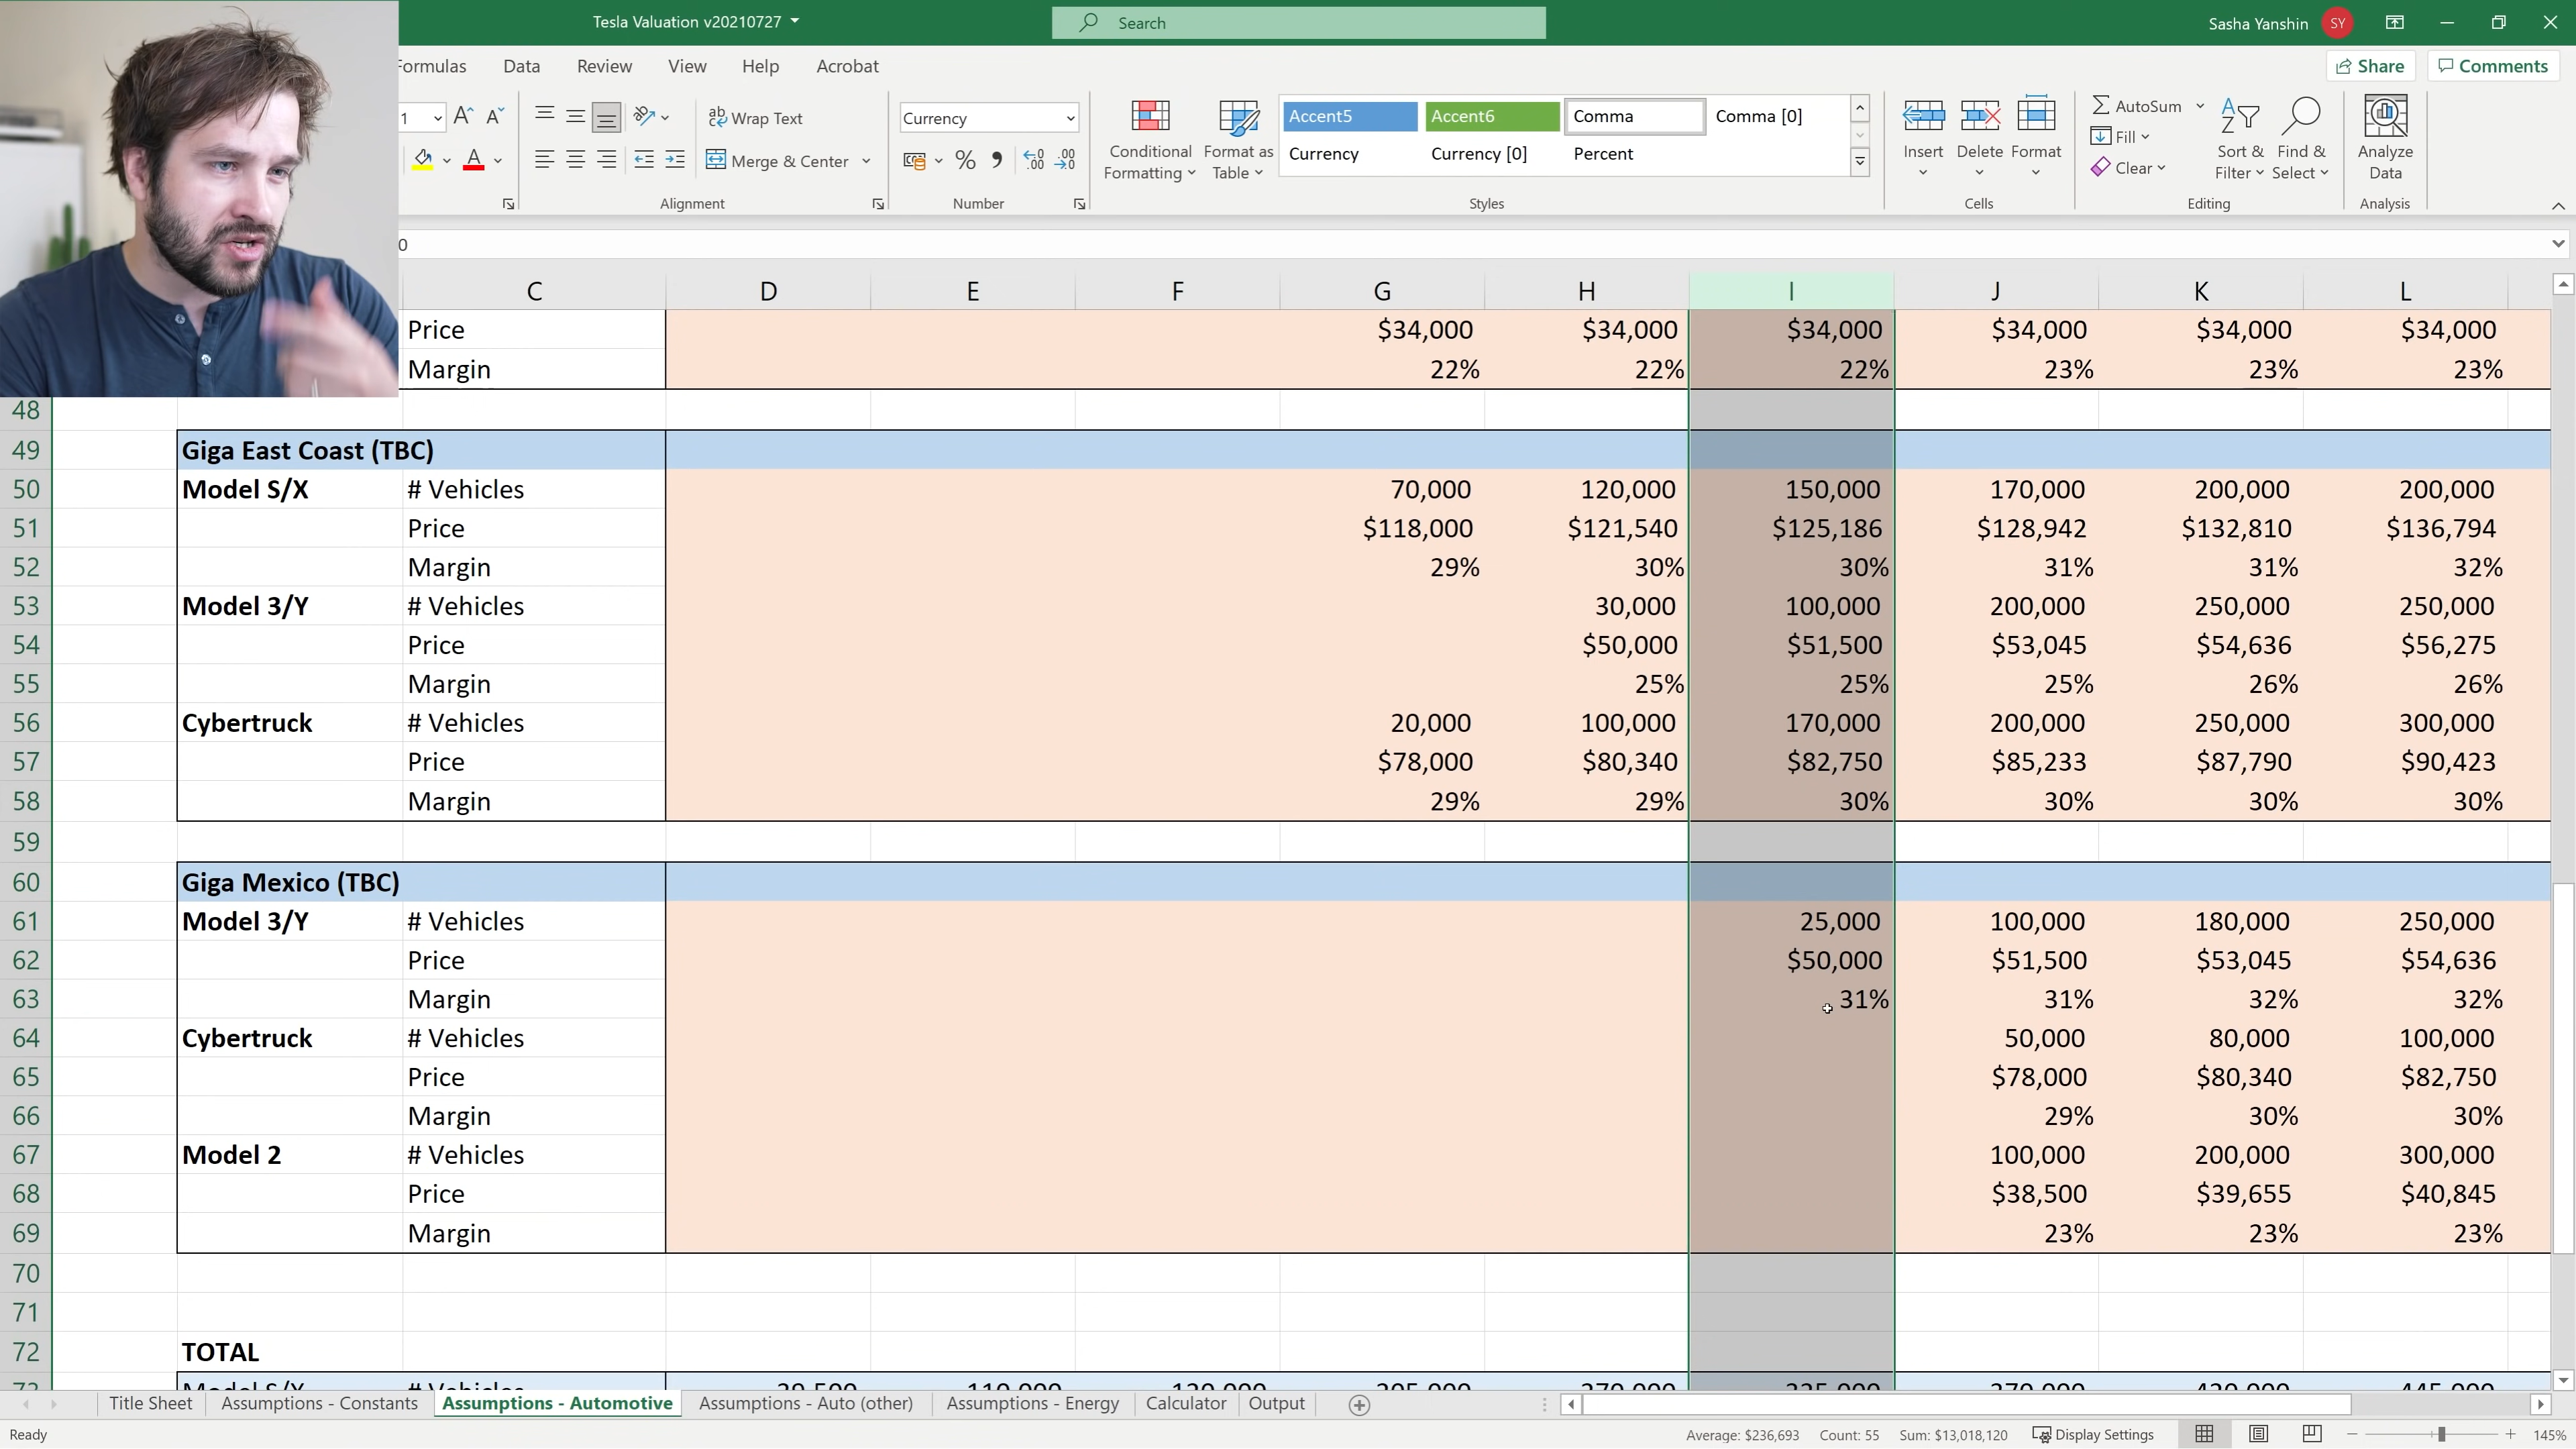 Tesla Valuation v20210727
Search
Sasha Yanshin
SY
Formulas Data Review View Help Acrobat
Share
Comments
1
Wrap Text
Merge & Center
Currency
Conditional Formatting
Format as Table
Accent5 Accent6 Comma Comma [0]
Currency Currency [0] Percent
Insert Delete Format
AutoSum
Fill
Clear
Sort & Filter
Find & Select
Analyze Data
Alignment Number Styles Cells Editing Analysis
0
C D E F G H I J K L
Price $34,000 $34,000 $34,000 $34,000 $34,000 $34,000
Margin 22% 22% 22% 23% 23% 23%
48
49 Giga East Coast (TBC)
50 Model S/X # Vehicles 70,000 120,000 150,000 170,000 200,000 200,000
51 Price $118,000 $121,540 $125,186 $128,942 $132,810 $136,794
52 Margin 29% 30% 30% 31% 31% 32%
53 Model 3/Y # Vehicles 30,000 100,000 200,000 250,000 250,000
54 Price $50,000 $51,500 $53,045 $54,636 $56,275
55 Margin 25% 25% 25% 26% 26%
56 Cybertruck # Vehicles 20,000 100,000 170,000 200,000 250,000 300,000
57 Price $78,000 $80,340 $82,750 $85,233 $87,790 $90,423
58 Margin 29% 29% 30% 30% 30% 30%
59
60 Giga Mexico (TBC)
61 Model 3/Y # Vehicles 25,000 100,000 180,000 250,000
62 Price $50,000 $51,500 $53,045 $54,636
63 Margin 31% 31% 32% 32%
64 Cybertruck # Vehicles 50,000 80,000 100,000
65 Price $78,000 $80,340 $82,750
66 Margin 29% 30% 30%
67 Model 2 # Vehicles 100,000 200,000 300,000
68 Price $38,500 $39,655 $40,845
69 Margin 23% 23% 23%
70
71
72 TOTAL
Title Sheet Assumptions - Constants Assumptions - Automotive Assumptions - Auto (other) Assumptions - Energy Calculator Output
Ready Average: $236,693 Count: 55 Sum: $13,018,120 Display Settings 145%